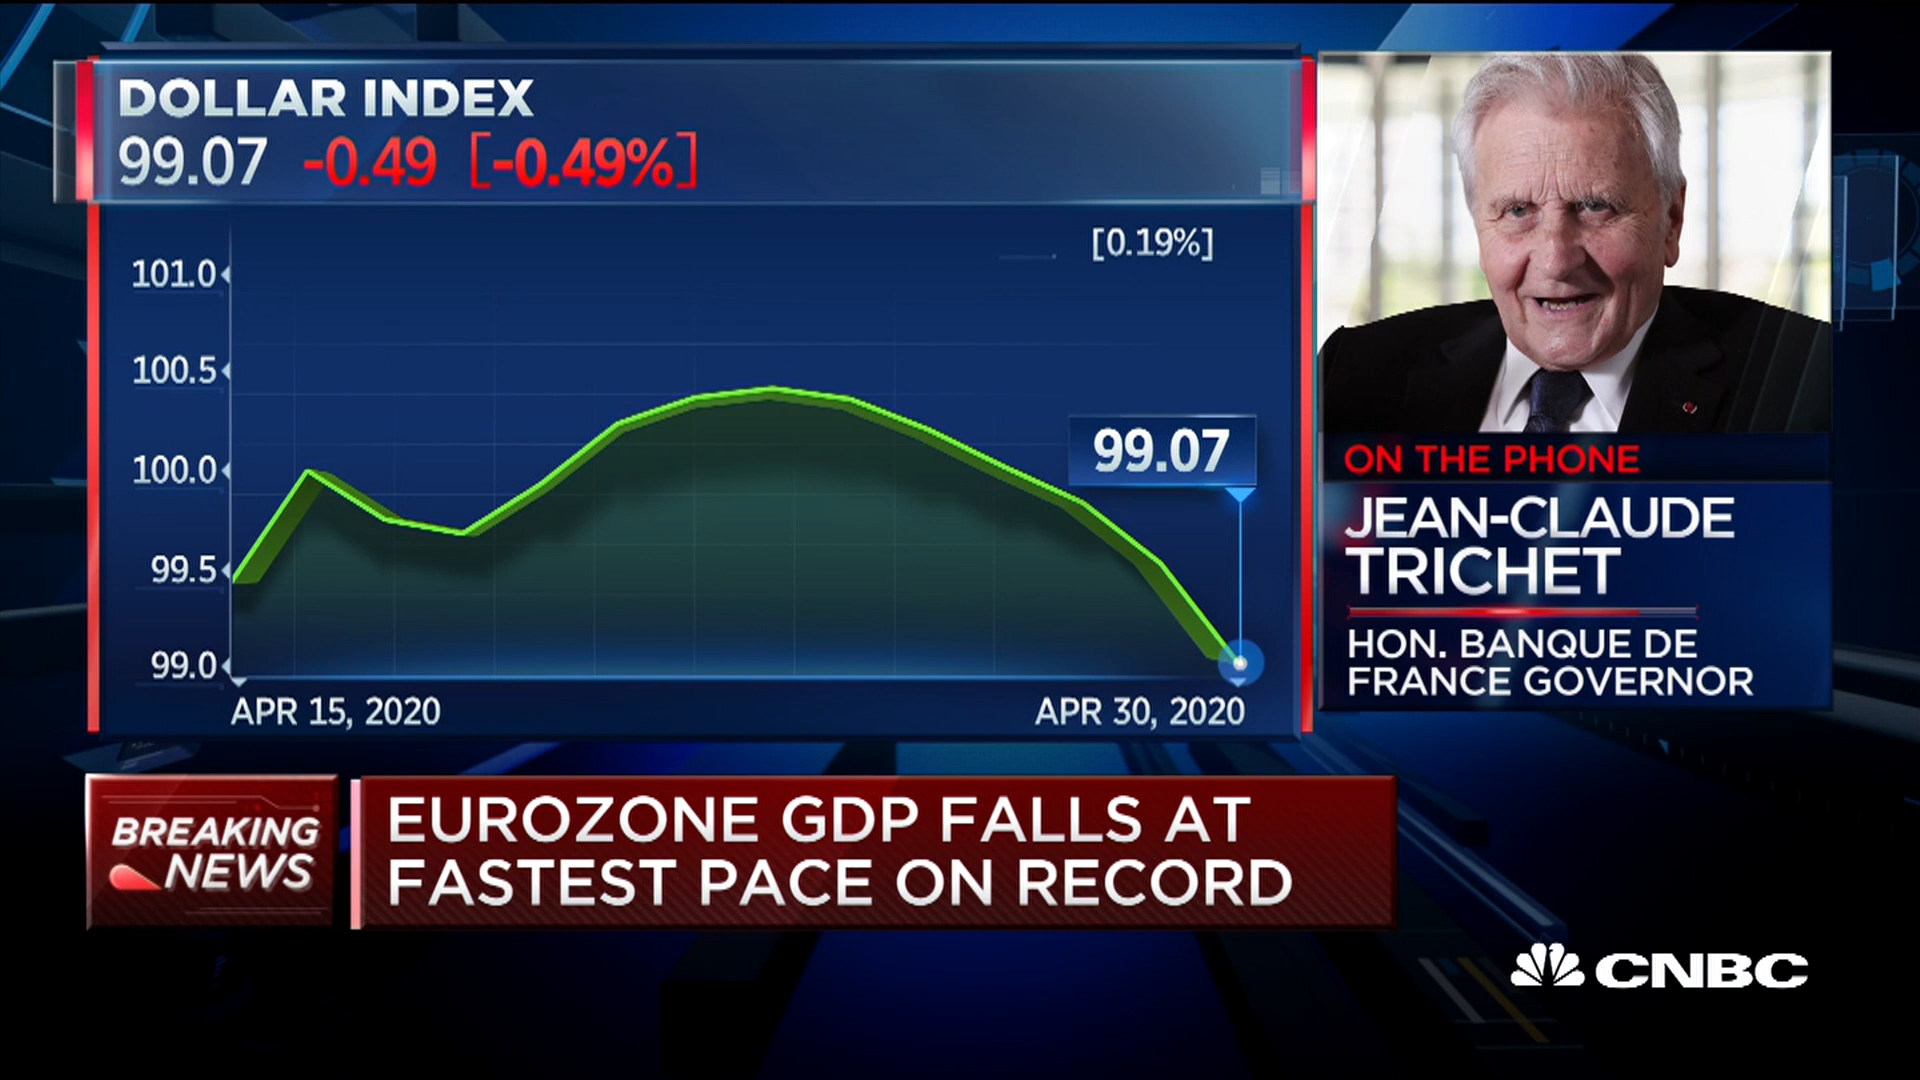 DOLLAR INDEX
99.07 -0.49 [-0.49%]
[0.19%]
101.0
100.5
100.0
99.5
99.0
99.07
APR 15, 2020
APR 30, 2020
ON THE PHONE
JEAN-CLAUDE
TRICHET
HON. BANQUE DE
FRANCE GOVERNOR
BREAKING
NEWS
EUROZONE GDP FALLS AT
FASTEST PACE ON RECORD
CNBC